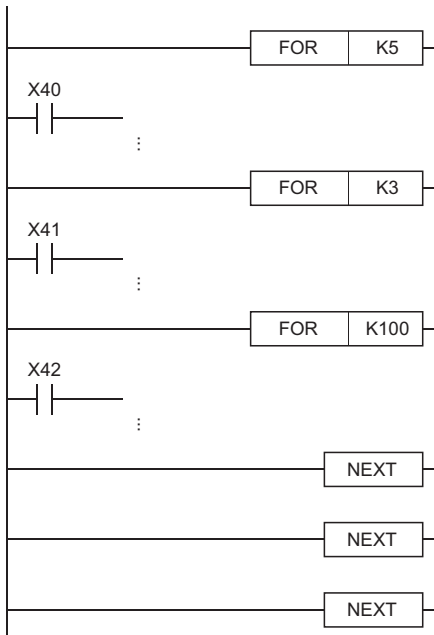 FOR K5
X40
⋮
FOR K3
X41
⋮
FOR K100
X42
⋮
NEXT
NEXT
NEXT